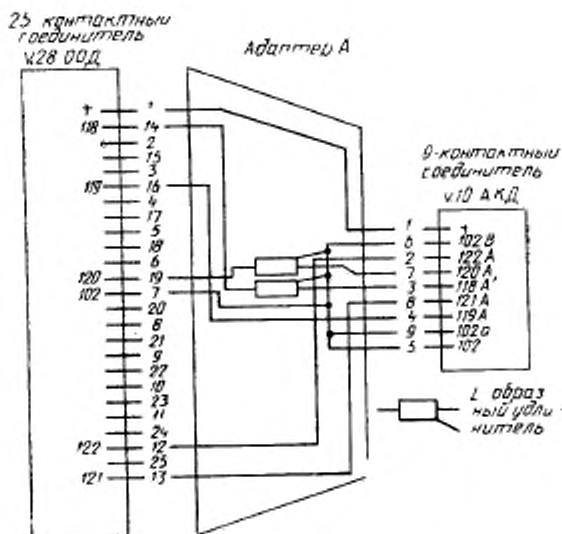 25 контактный
соединитель
V.28 ООД
Адаптер А
1
118 14
2
15
3
119 16
4
17
5
18
6
120 19
102 7
20
8
21
9
22
10
23
11
24
122 12
25
121 13
9-контактный
соединитель
V.10 АКД
1
6 102 В
2 122 А
7 120 А
3 118 А'
8 121 А
4 119 А
9 102 а
5 102
L образ
ный удли-
нитель